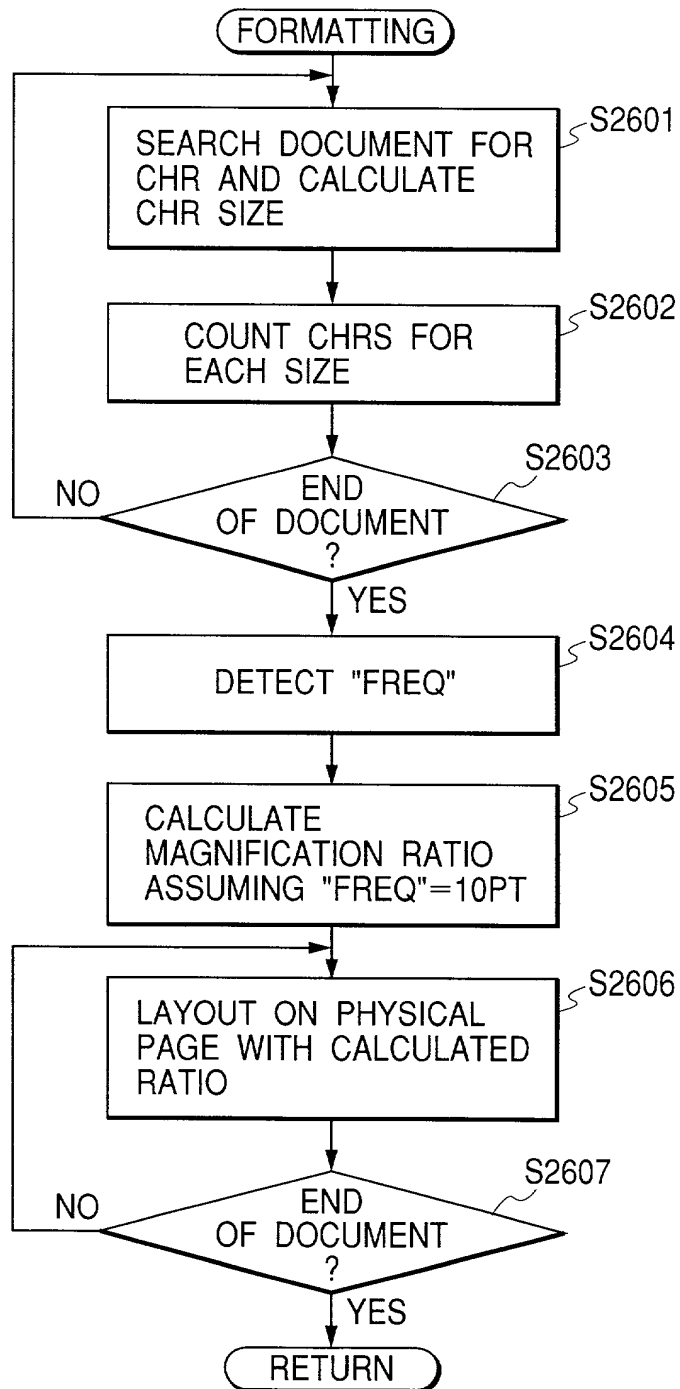 FORMATTING
S2601
SEARCH DOCUMENT FOR
CHR AND CALCULATE
CHR SIZE
S2602
COUNT CHRS FOR
EACH SIZE
S2603
NO
END
OF DOCUMENT
?
YES
S2604
DETECT "FREQ"
S2605
CALCULATE
MAGNIFICATION RATIO
ASSUMING "FREQ"=10PT
S2606
LAYOUT ON PHYSICAL
PAGE WITH CALCULATED
RATIO
S2607
NO
END
OF DOCUMENT
?
YES
RETURN